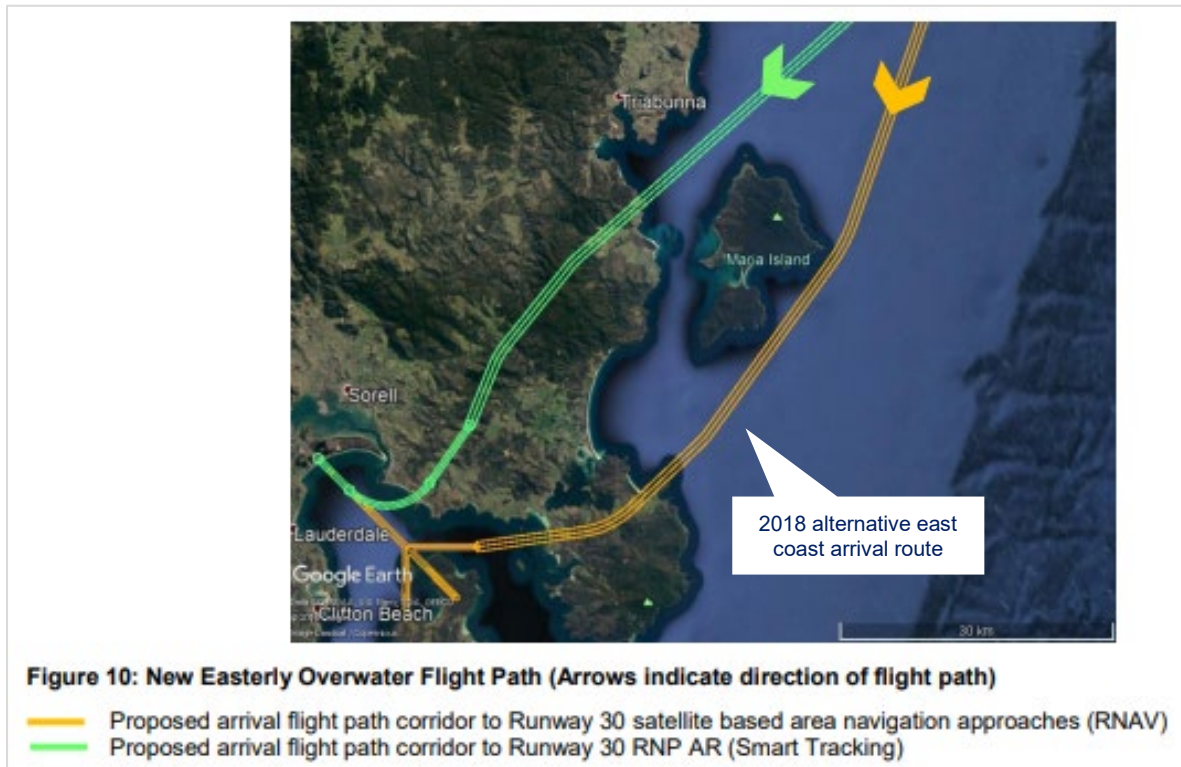 Triabunna
Maria Island
Sorell
2018 alternative east
coast arrival route
Lauderdale
Google Earth
Clifton Beach
30 km
Figure 10: New Easterly Overwater Flight Path (Arrows indicate direction of flight path)
Proposed arrival flight path corridor to Runway 30 satellite based area navigation approaches (RNAV)
Proposed arrival flight path corridor to Runway 30 RNP AR (Smart Tracking)